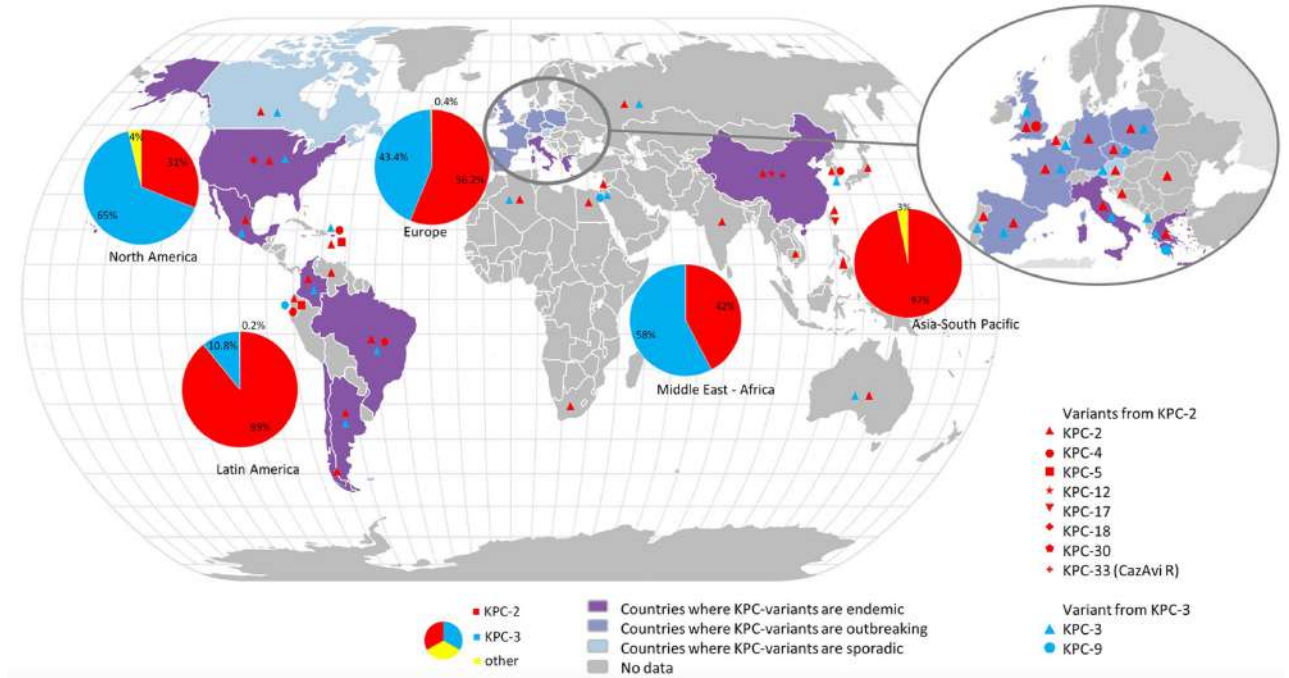 0.4%
43.4%
56.2%
Europe
4%
31%
65%
North America
3%
97%
Asia-South Pacific
42%
58%
Middle East - Africa
0.2%
10.8%
89%
Latin America
Variants from KPC-2
KPC-2
KPC-4
KPC-5
KPC-12
KPC-17
KPC-18
KPC-30
KPC-33 (CazAvi R)
Variant from KPC-3
KPC-3
KPC-9
KPC-2
KPC-3
other
Countries where KPC-variants are endemic
Countries where KPC-variants are outbreaking
Countries where KPC-variants are sporadic
No data